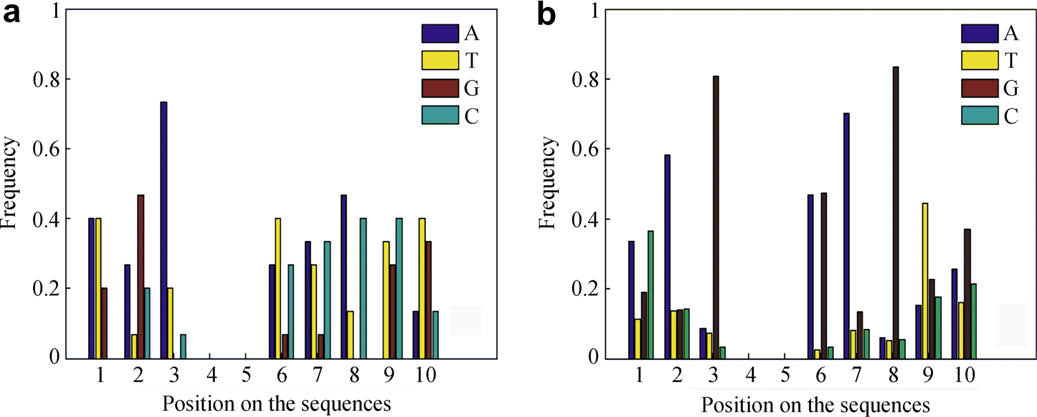 a
1
0.8
0.6
0.4
0.2
0
Frequency
A
T
G
C
1 2 3 4 5 6 7 8 9 10
Position on the sequences
b
1
0.8
0.6
0.4
0.2
0
Frequency
A
T
G
C
1 2 3 4 5 6 7 8 9 10
Position on the sequences